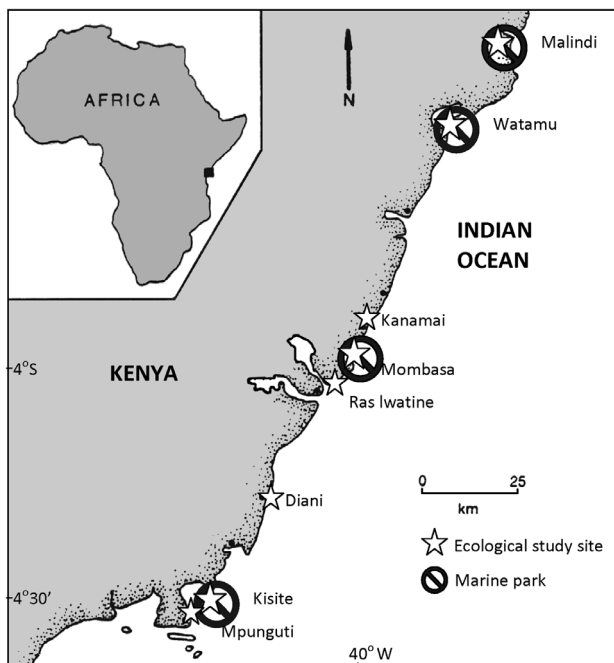 AFRICA
N
Malindi
Watamu
INDIAN
OCEAN
Kanamai
4°S
KENYA
Mombasa
Ras Iwatine
0 25
km
Diani
Ecological study site
Marine park
4°30'
Kisite
Mpunguti
40° W